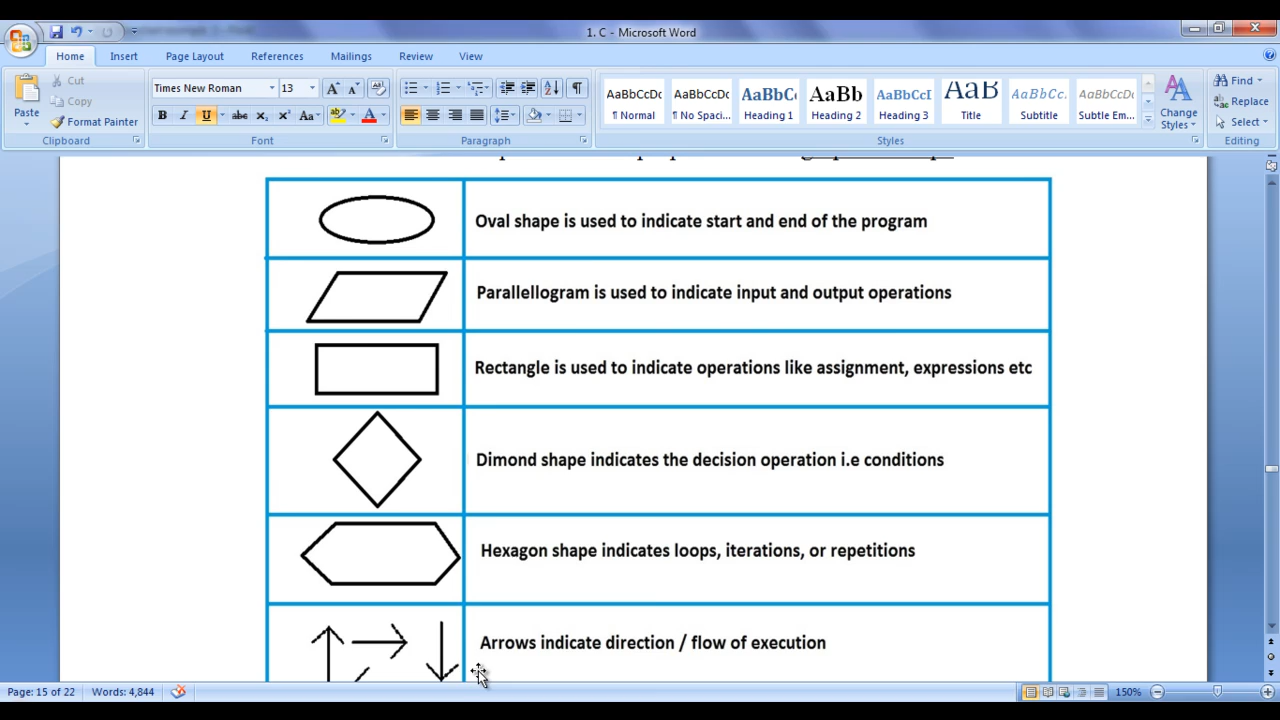 1. C - Microsoft Word
Home Insert Page Layout References Mailings Review View
Paste
Cut
Copy
Format Painter
Clipboard
Times New Roman 13
Font
Paragraph
AaBbCcDc AaBbCcDc AaBbC AaBb AaBbCcI AaB AaBbCc. AaBbCcDc
¶ Normal ¶ No Spaci... Heading 1 Heading 2 Heading 3 Title Subtitle Subtle Em...
Change Styles
Styles
Find
Replace
Select
Editing
Oval shape is used to indicate start and end of the program
Parallellogram is used to indicate input and output operations
Rectangle is used to indicate operations like assignment, expressions etc
Dimond shape indicates the decision operation i.e conditions
Hexagon shape indicates loops, iterations, or repetitions
Arrows indicate direction / flow of execution
Page: 15 of 22 Words: 4,844 150%